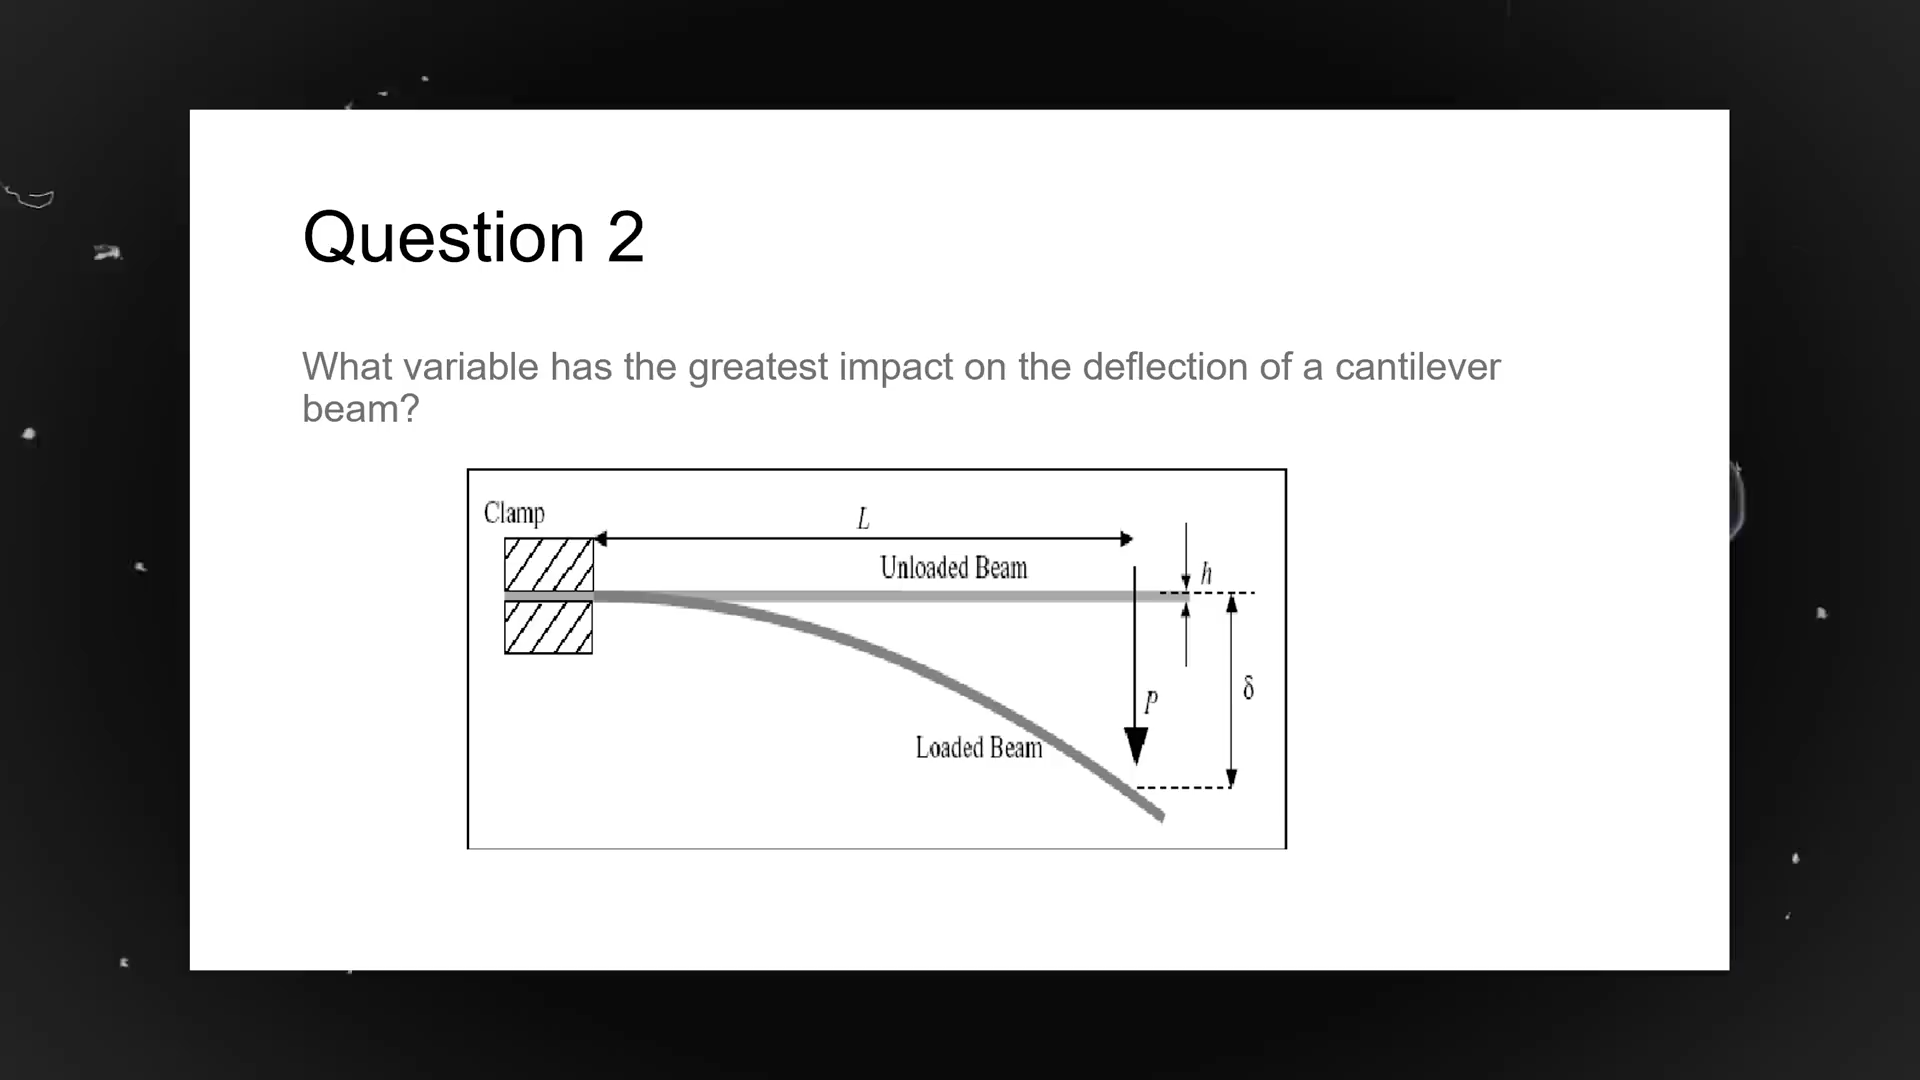 Question 2
What variable has the greatest impact on the deflection of a cantilever
beam?
Clamp
L
Unloaded Beam
h
P
δ
Loaded Beam